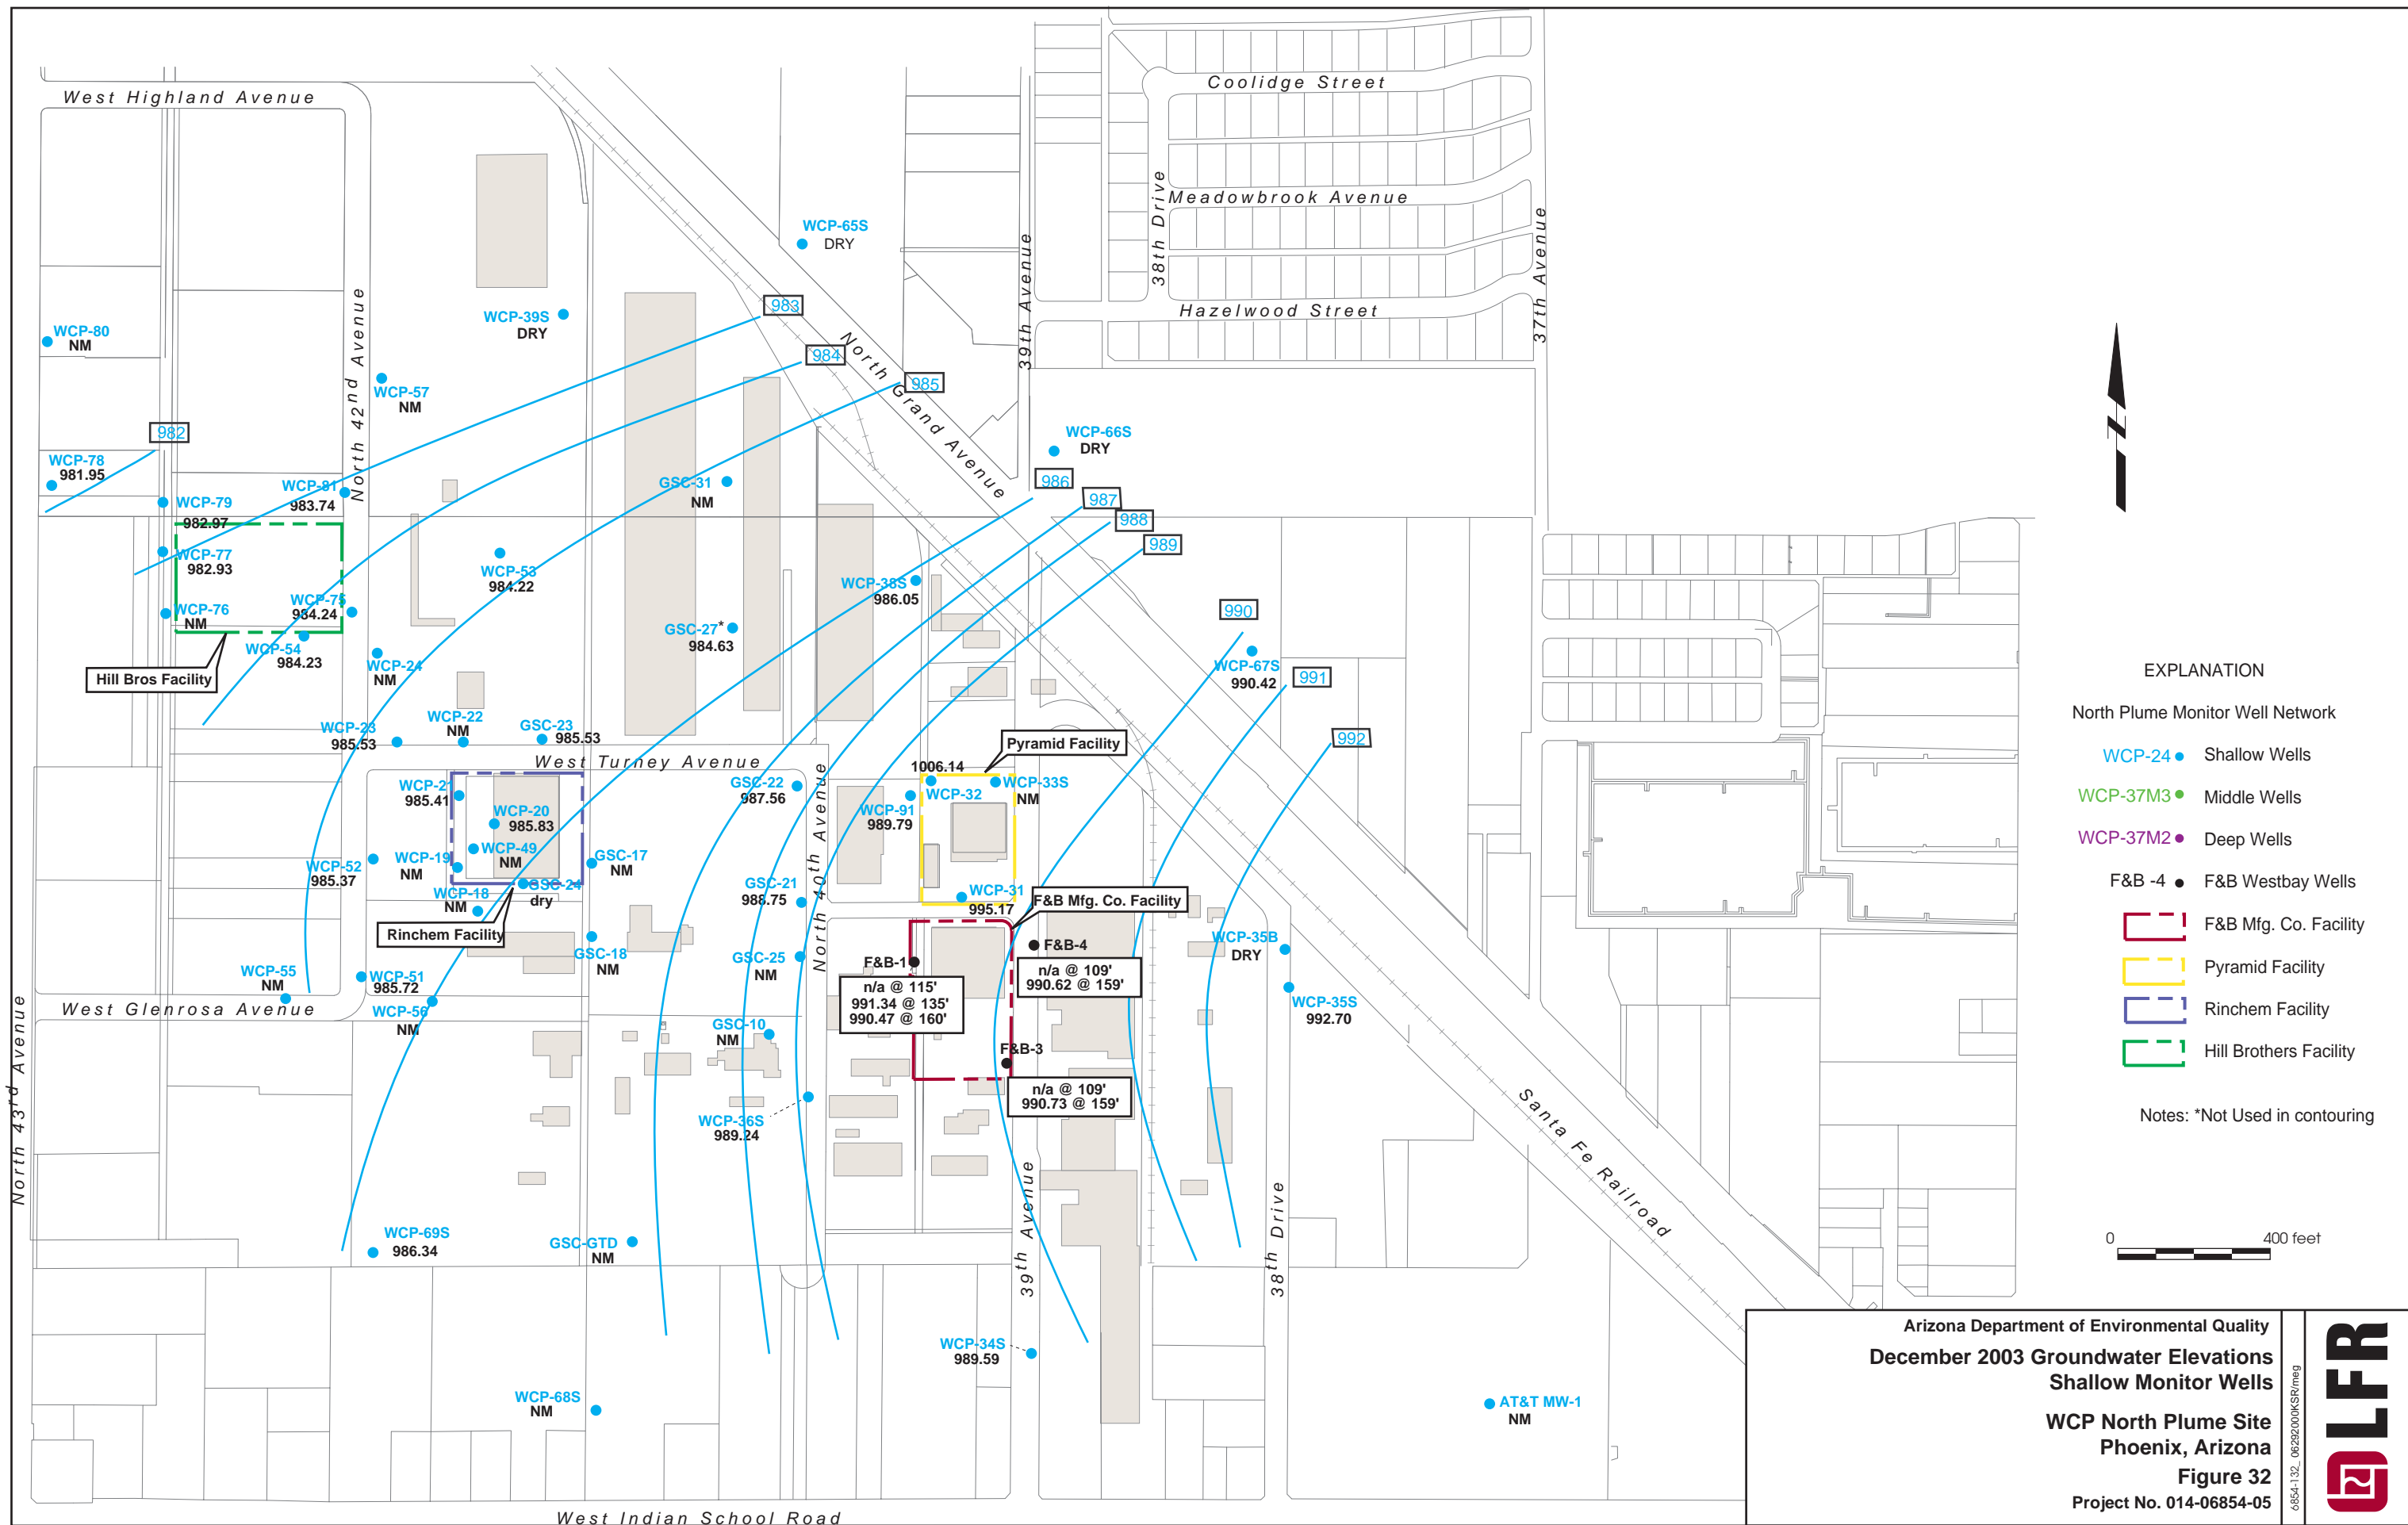 West Highland Avenue
Coolidge Street
Meadowbrook Avenue
Hazelwood Street
38th Drive
39th Avenue
37th Avenue
North 42nd Avenue
North Grand Avenue
WCP-65S
DRY
WCP-39S
DRY
WCP-80
NM
WCP-57
NM
983
984
985
982
WCP-78
981.95
WCP-79
982.97
WCP-81
983.74
WCP-77
982.93
WCP-76
NM
WCP-75
984.24
WCP-54
984.23
WCP-24
NM
WCP-53
984.22
Hill Bros Facility
GSC-31
NM
WCP-66S
DRY
986
987
988
989
WCP-38S
986.05
GSC-27*
984.63
990
WCP-67S
990.42
991
992
WCP-23
985.53
WCP-22
NM
GSC-23
985.53
West Turney Avenue
Pyramid Facility
WCP-21
985.41
WCP-20
985.83
WCP-49
NM
WCP-19
NM
WCP-18
NM
GSC-24
dry
GSC-17
NM
WCP-52
985.37
Rinchem Facility
GSC-18
NM
GSC-22
987.56
GSC-21
988.75
GSC-25
NM
North 40th Avenue
1006.14
WCP-32
WCP-33S
NM
WCP-91
989.79
WCP-31
995.17
F&B Mfg. Co. Facility
F&B-4
n/a @ 109'
990.62 @ 159'
F&B-1
n/a @ 115'
991.34 @ 135'
990.47 @ 160'
F&B-3
n/a @ 109'
990.73 @ 159'
WCP-35B
DRY
WCP-35S
992.70
WCP-55
NM
WCP-51
985.72
WCP-56
NM
West Glenrosa Avenue
North 43rd Avenue
GSC-10
NM
WCP-36S
989.24
WCP-69S
986.34
GSC-GTD
NM
WCP-68S
NM
WCP-34S
989.59
39th Avenue
38th Drive
Santa Fe Railroad
AT&T MW-1
NM
West Indian School Road
EXPLANATION
North Plume Monitor Well Network
WCP-24 Shallow Wells
WCP-37M3 Middle Wells
WCP-37M2 Deep Wells
F&B -4 F&B Westbay Wells
F&B Mfg. Co. Facility
Pyramid Facility
Rinchem Facility
Hill Brothers Facility
Notes: *Not Used in contouring
0 400 feet
Arizona Department of Environmental Quality
December 2003 Groundwater Elevations
Shallow Monitor Wells
WCP North Plume Site
Phoenix, Arizona
Figure 32
Project No. 014-06854-05
6854-132_06292000KSR/meg
LFR